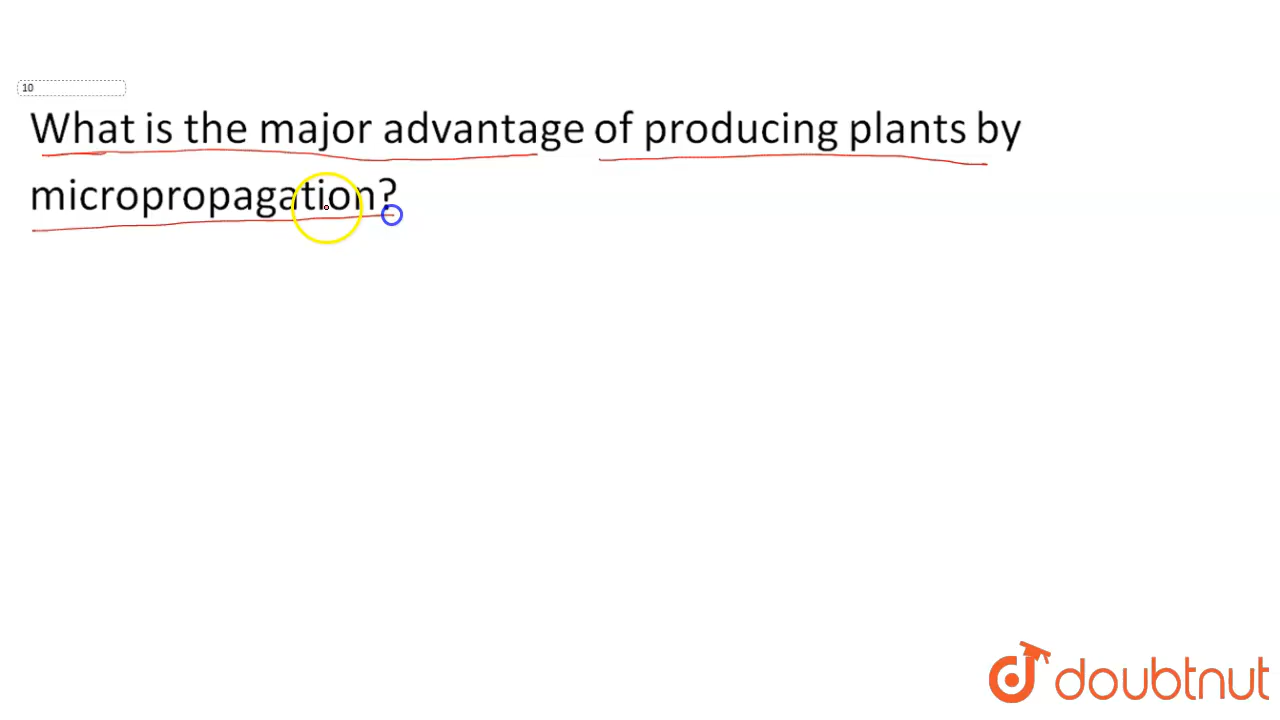 10
What is the major advantage of producing plants by
micropropagation?
doubtnut